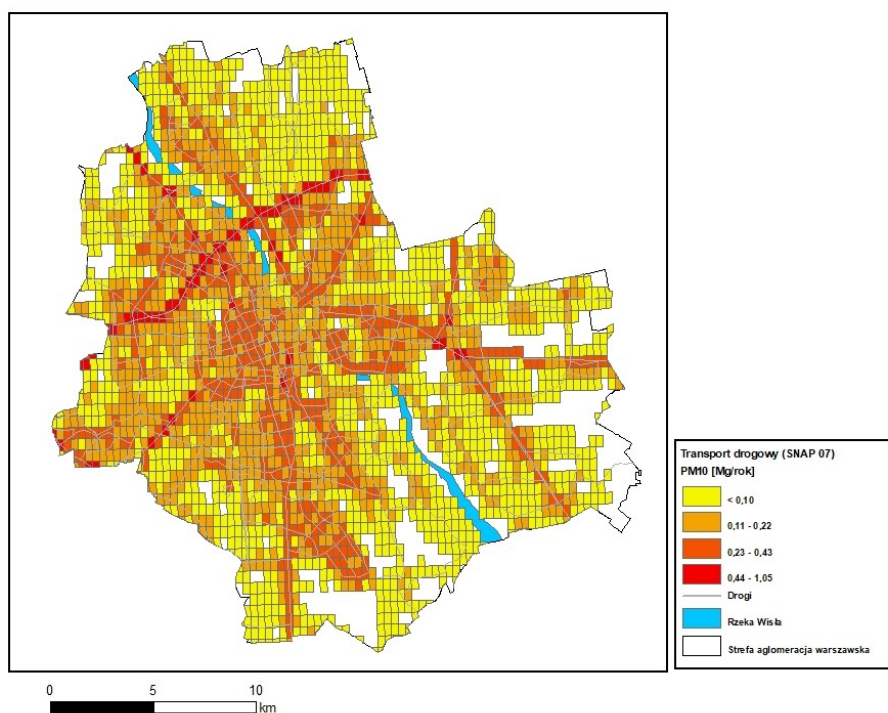 Transport drogowy (SNAP 07)
PM10 [Mg/rok]
< 0,10
0,11 - 0,22
0,23 - 0,43
0,44 - 1,05
Drogi
Rzeka Wisła
Strefa aglomeracja warszawska
0 5 10
km